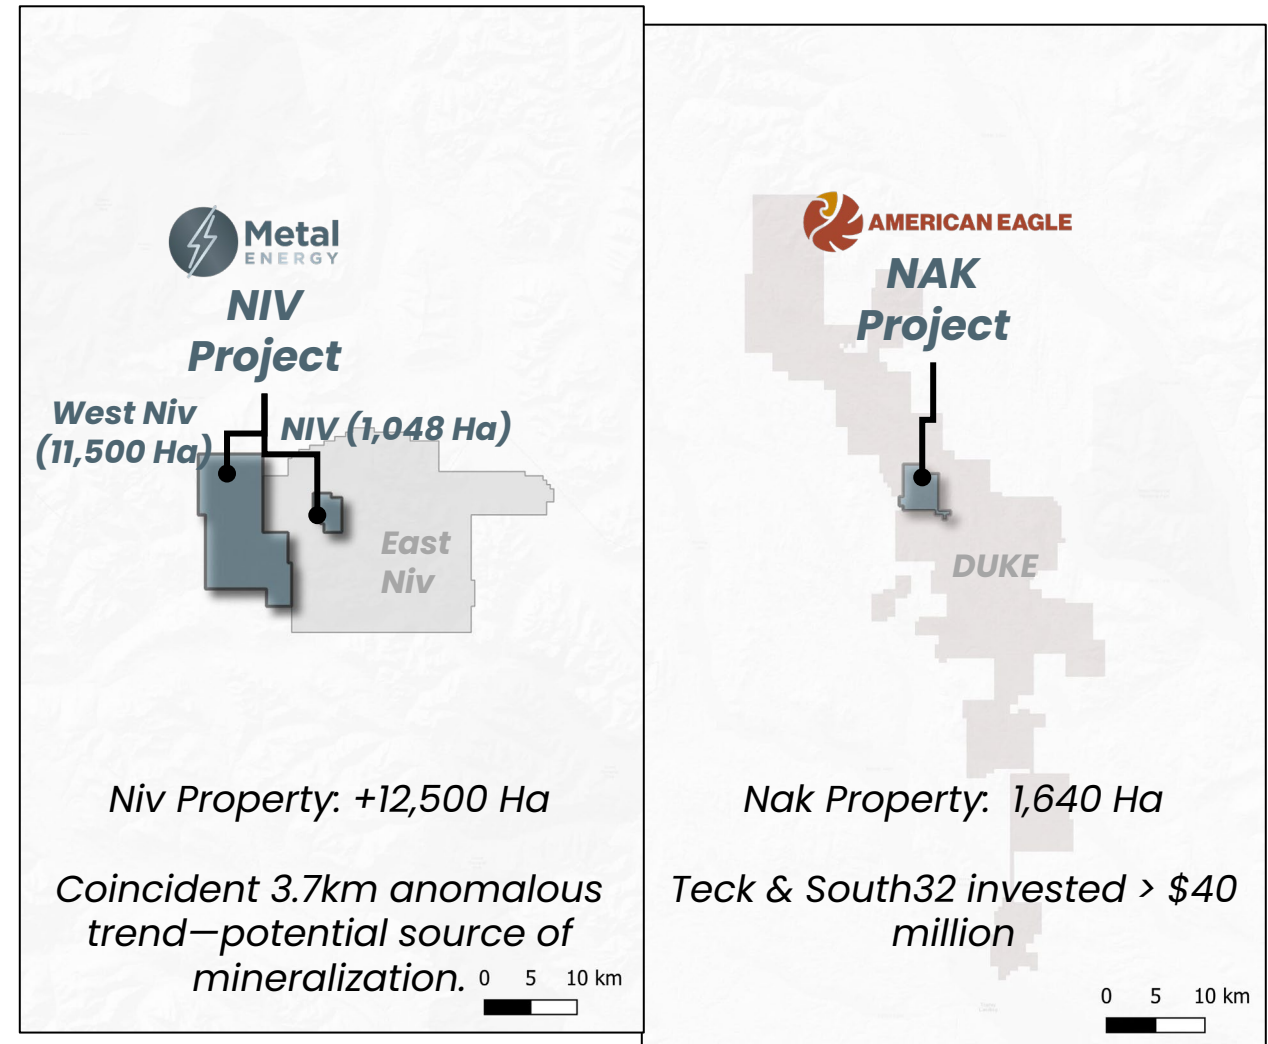 Metal
ENERGY
NIV
Project
West Niv
(11,500 Ha)
NIV (1,048 Ha)
East
Niv
Niv Property: +12,500 Ha
Coincident 3.7km anomalous
trend—potential source of
mineralization.
0 5 10 km
AMERICAN EAGLE
NAK
Project
DUKE
Nak Property: 1,640 Ha
Teck & South32 invested > $40
million
0 5 10 km